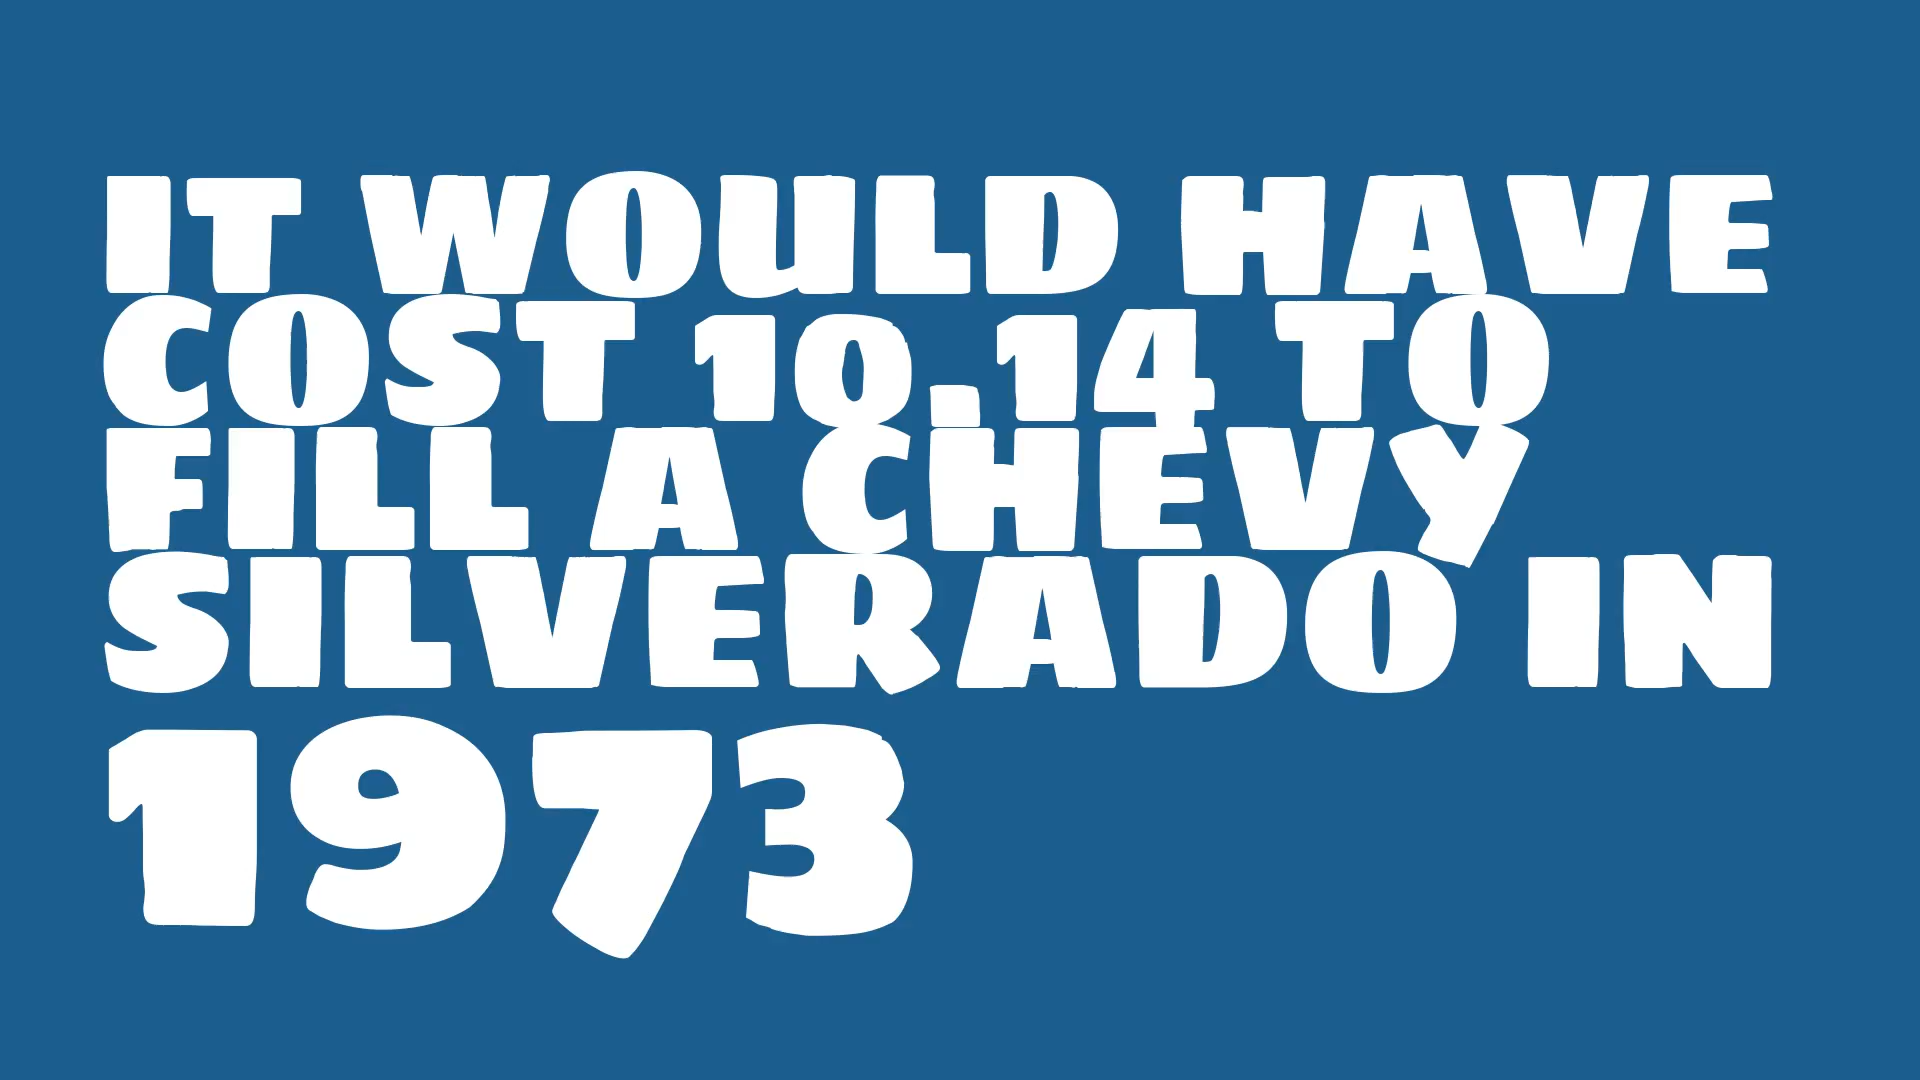 IT WOULD HAVE
COST 10.14 TO
FILL A CHEVY
SILVERADO IN
1973